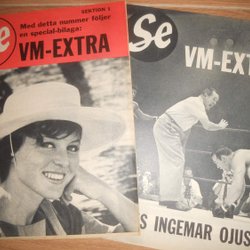 SEKTION 1
Se
Med detta nummer följer
en special-bilaga:
VM-EXTRA
Se
VM-EXT
S INGEMAR OJUS